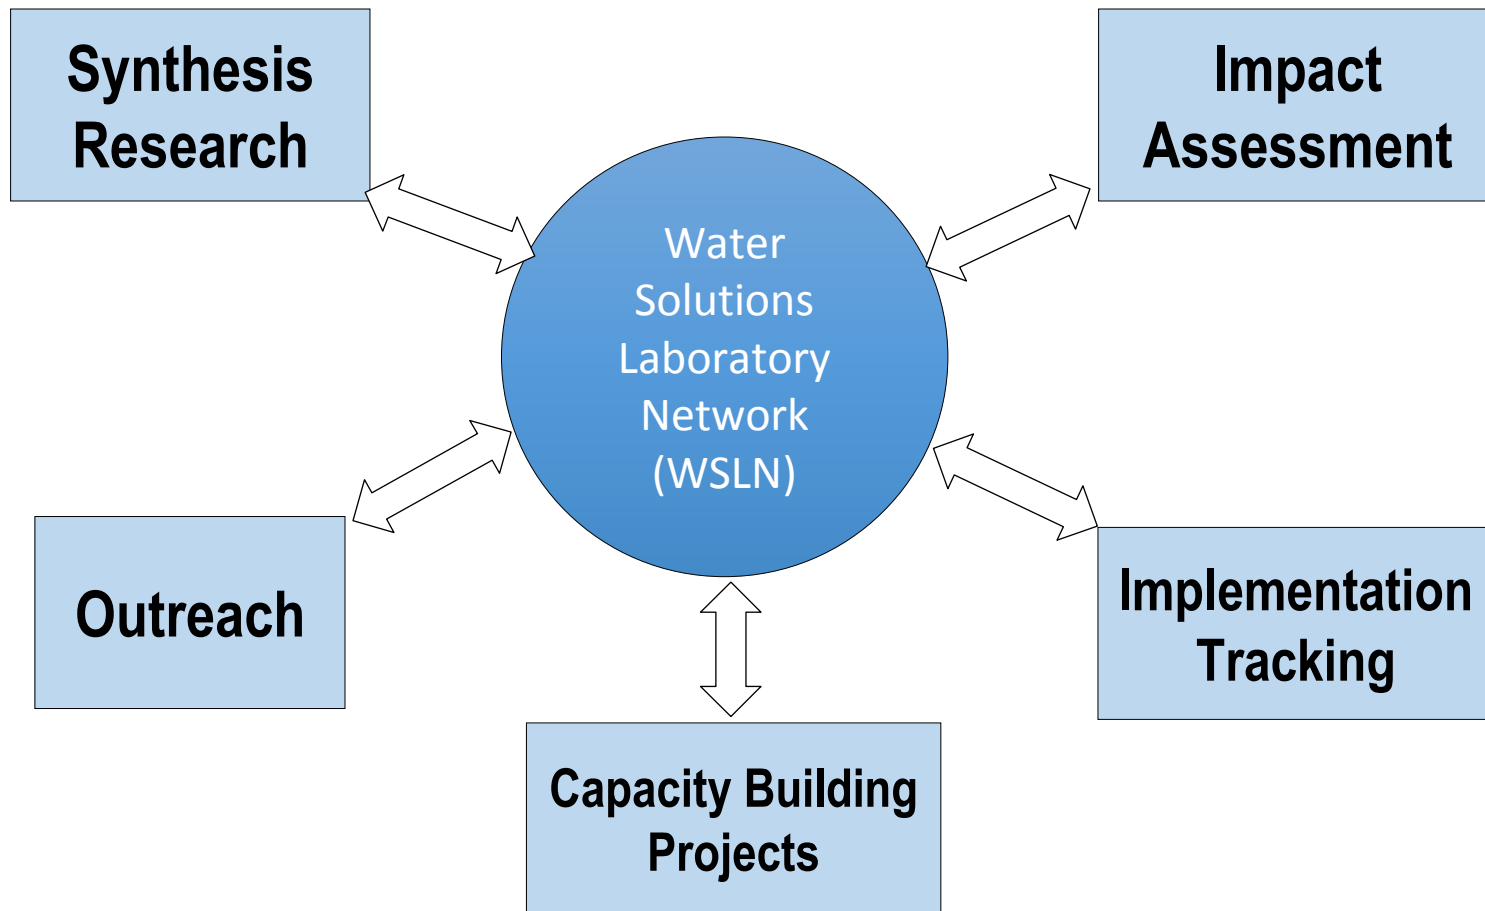 Synthesis
Research
Impact
Assessment
Water
Solutions
Laboratory
Network
(WSLN)
Outreach
Implementation
Tracking
Capacity Building
Projects